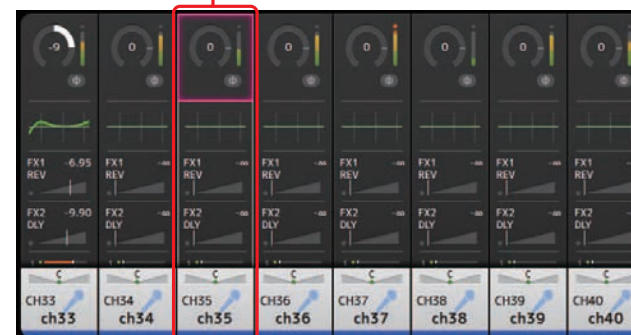 -9 0 0 0 0 0 0 0
Φ Φ Φ Φ Φ Φ Φ Φ
FX1 -6.95 FX1 -∞ FX1 -∞ FX1 -∞ FX1 -∞ FX1 -∞ FX1 -∞ FX1
REV REV REV REV REV REV REV REV
FX2 -9.90 FX2 -∞ FX2 -∞ FX2 -∞ FX2 -∞ FX2 -∞ FX2 -∞ FX2
DLY DLY DLY DLY DLY DLY DLY DLY
C C C C C C C C
CH33 CH34 CH35 CH36 CH37 CH38 CH39 CH40
ch33 ch34 ch35 ch36 ch37 ch38 ch39 ch40